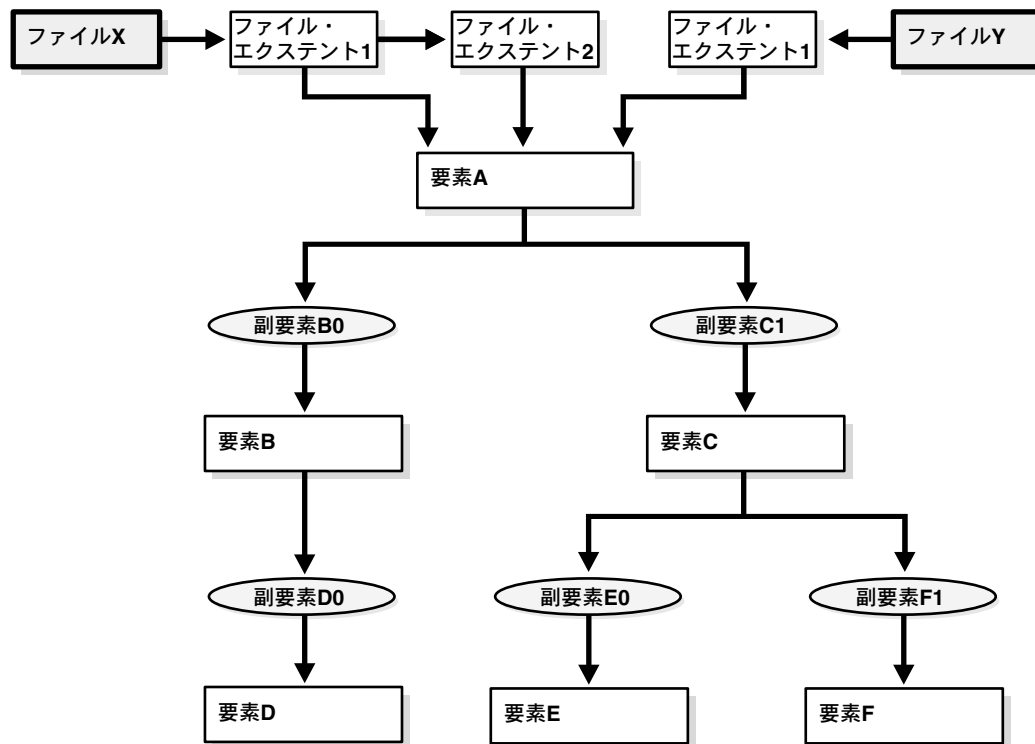 ファイルX
ファイル・
エクステント1
ファイル・
エクステント2
ファイル・
エクステント1
ファイルY
要素A
副要素B0
副要素C1
要素B
要素C
副要素D0
副要素E0
副要素F1
要素D
要素E
要素F